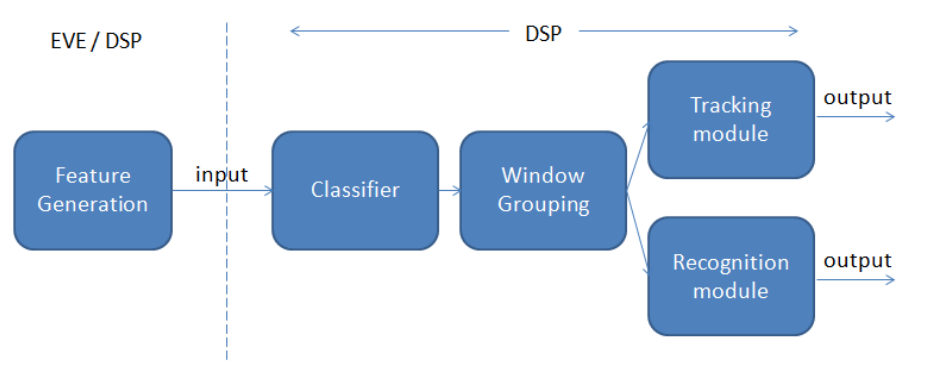 EVE / DSP
DSP
Feature
Generation
input
Classifier
Window
Grouping
Tracking
module
output
Recognition
module
output